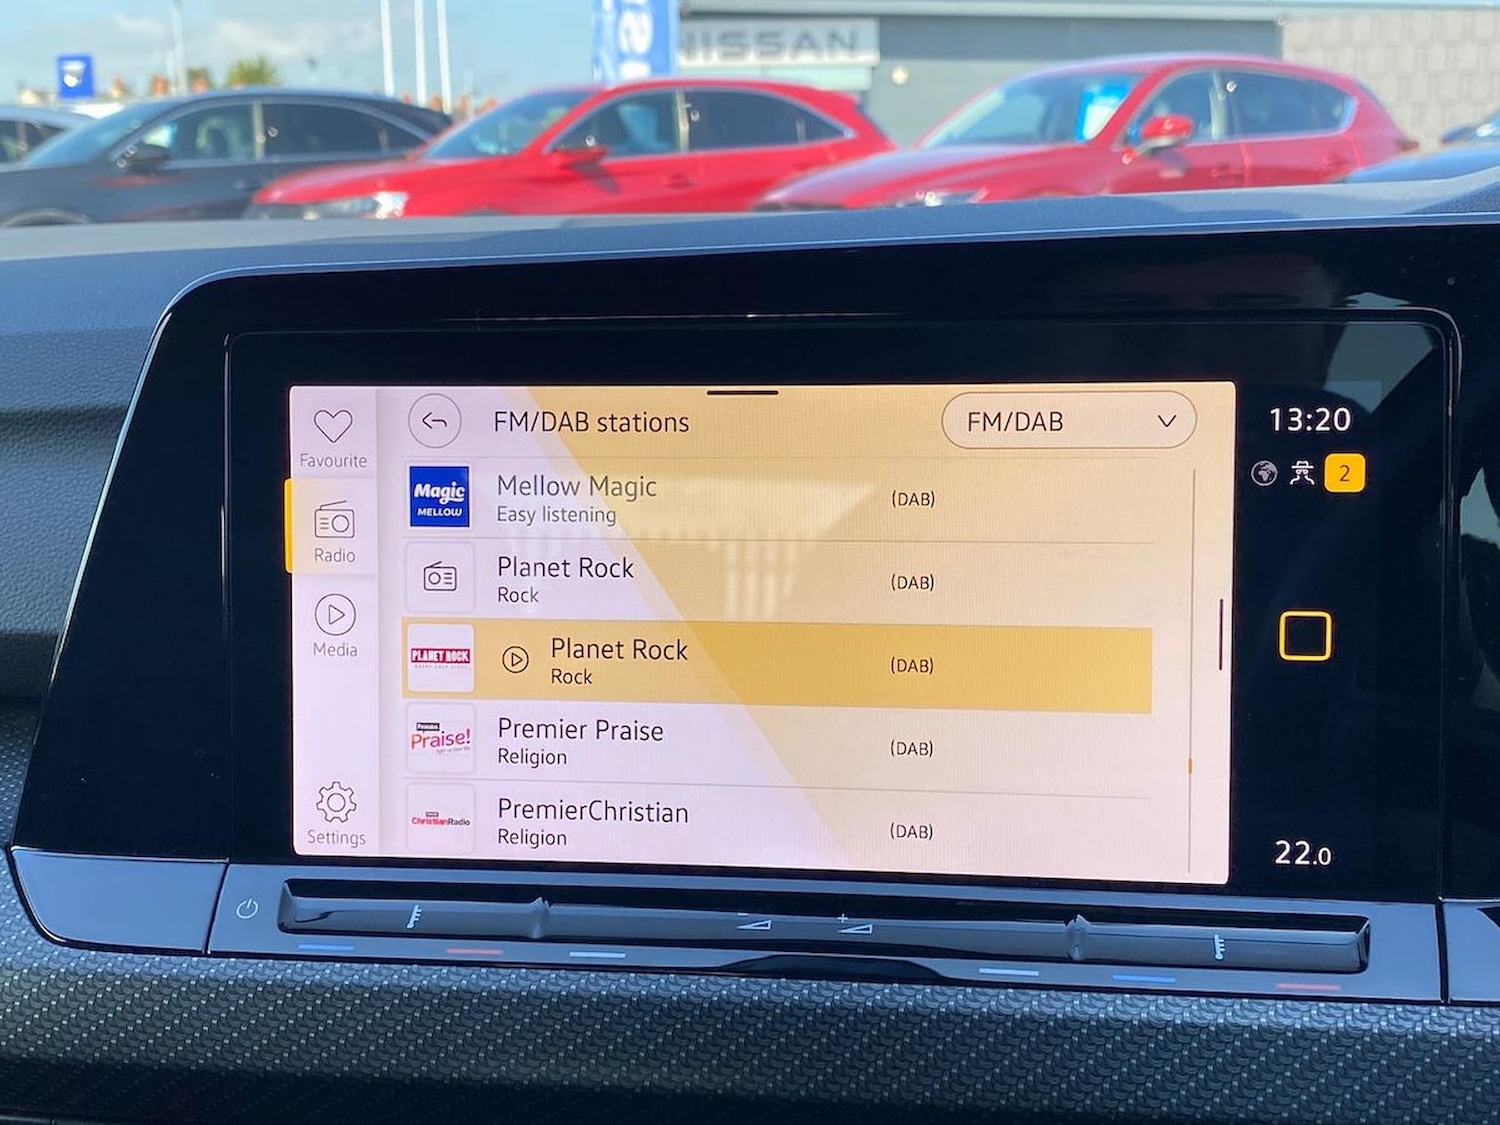 NISSAN
FM/DAB stations
FM/DAB
13:20
2
Favourite
Radio
Media
Settings
Magic
MELLOW
Mellow Magic
Easy listening
(DAB)
Planet Rock
Rock
(DAB)
PLANET ROCK
Planet Rock
Rock
(DAB)
Premier
Praise!
Premier Praise
Religion
(DAB)
ChristianRadio
PremierChristian
Religion
(DAB)
22.0